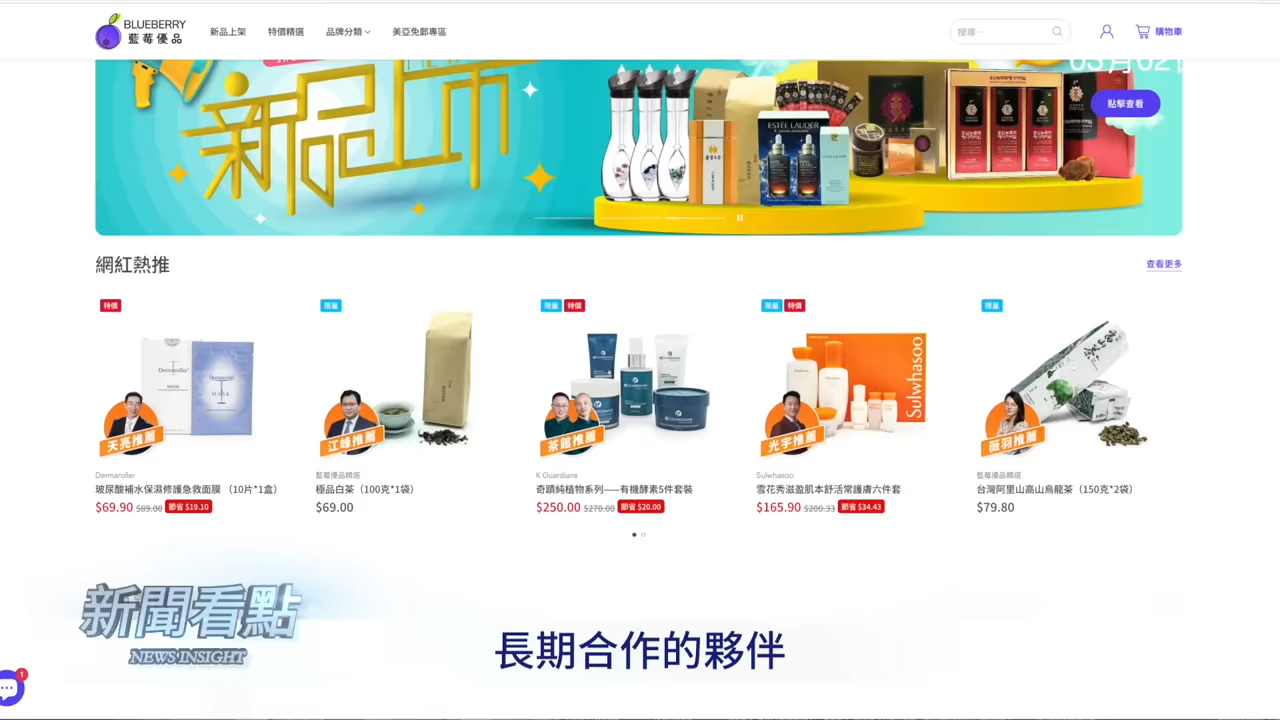 BLUEBERRY
藍莓優品
新品上架
特價精選
品牌分類
美亞免郵專區
搜尋…
購物車
新品上市
點擊查看
ESTEE LAUDER
網紅熱推
查看更多
特價
限量
限量 特價
限量 特價
限量
Dermaroller
MASK
Sulwhasoo
天亮推薦
江峰推薦
茶館推薦
光宇推薦
薇羽推薦
Dermaroller
玻尿酸補水保濕修護急救面膜 （10片*1盒）
$69.90 $89.00 節省 $19.10
藍莓優品精選
極品白茶（100克*1袋）
$69.00
K Guardians
奇蹟純植物系列——有機酵素5件套裝
$250.00 $270.00 節省 $20.00
Sulwhasoo
雪花秀滋盈肌本舒活常護膚六件套
$165.90 $200.33 節省 $34.43
藍莓優品精選
台灣阿里山高山烏龍茶（150克*2袋）
$79.80
新聞看點
NEWS INSIGHT
長期合作的夥伴
1